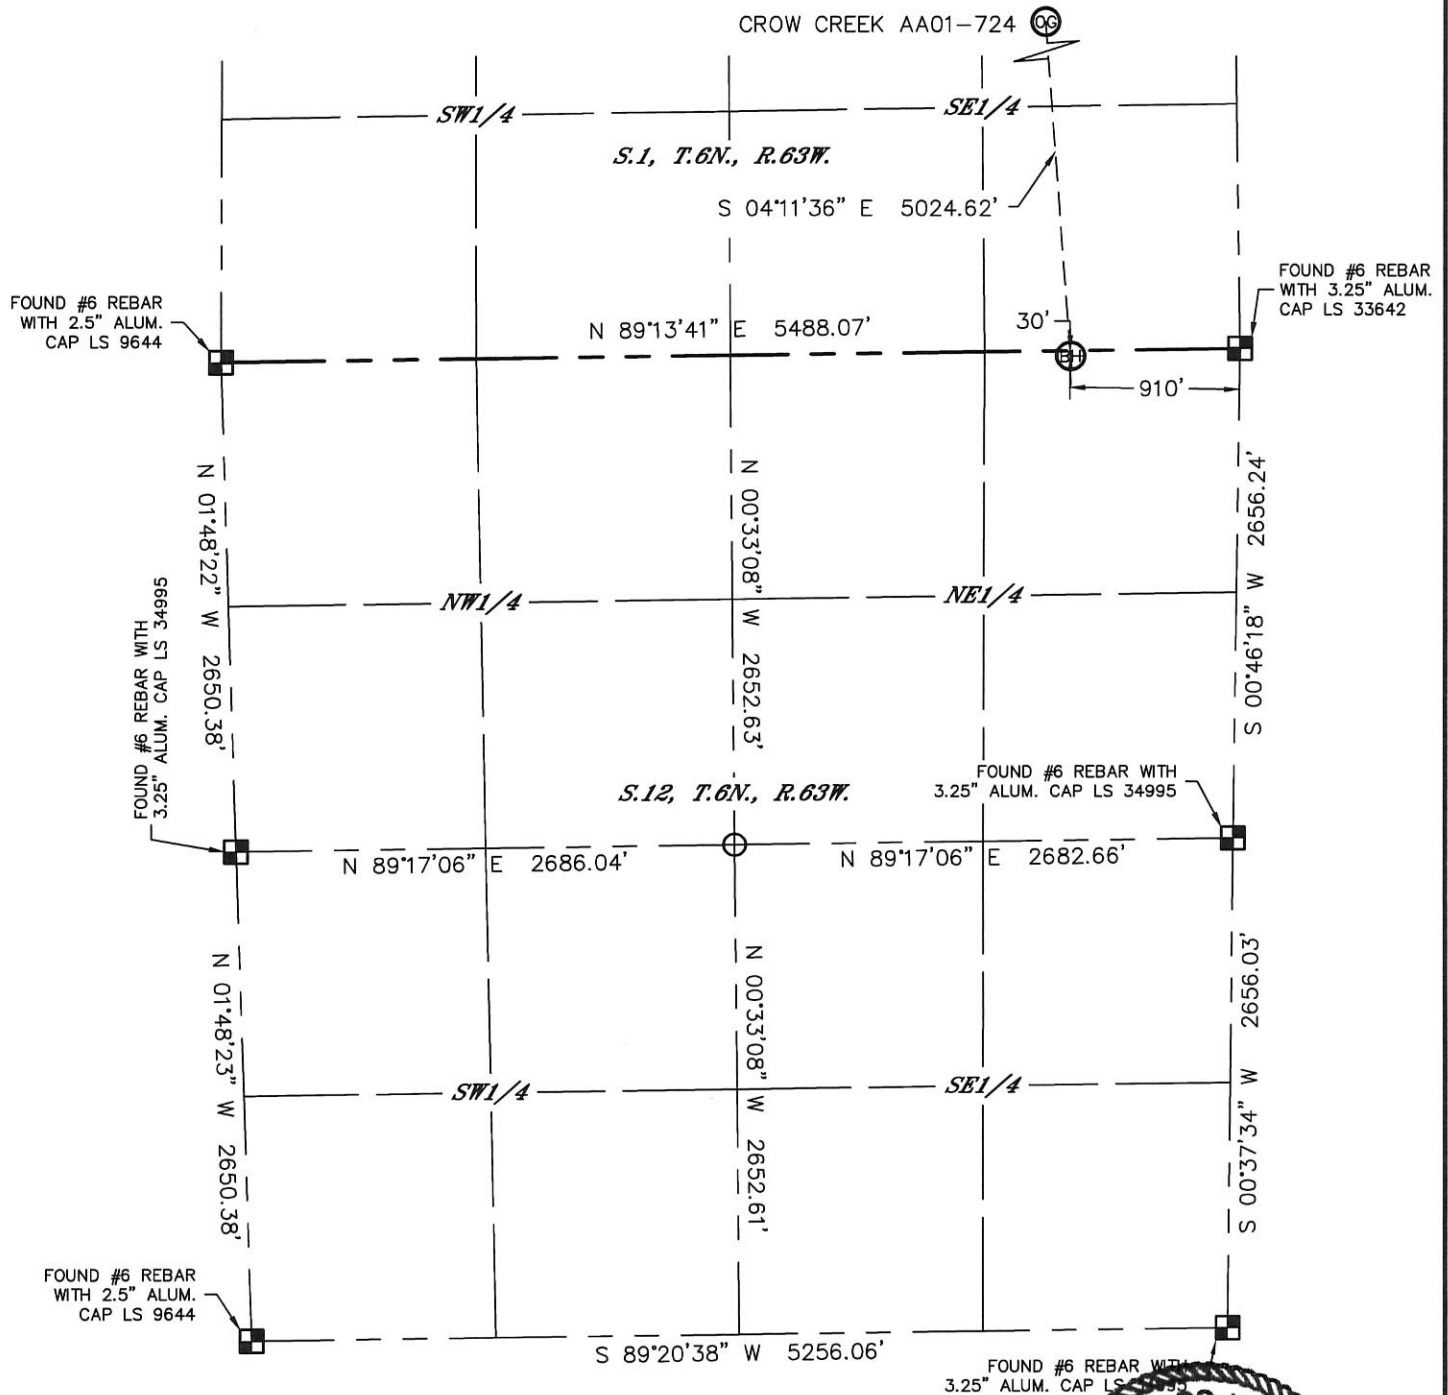 CROW CREEK AA01-724 OG
SW1/4
SE1/4
S.1, T.6N., R.63W.
S 04°11'36" E 5024.62'
FOUND #6 REBAR
WITH 2.5" ALUM.
CAP LS 9644
FOUND #6 REBAR
WITH 3.25" ALUM.
CAP LS 33642
N 89°13'41" E 5488.07'
30'
BH
910'
N 01°48'22" W 2650.38'
N 00°33'08" W 2652.63'
S 00°46'18" W 2656.24'
NW1/4
NE1/4
FOUND #6 REBAR WITH
3.25" ALUM. CAP LS 34995
S.12, T.6N., R.63W.
FOUND #6 REBAR WITH
3.25" ALUM. CAP LS 34995
N 89°17'06" E 2686.04'
N 89°17'06" E 2682.66'
N 01°48'23" W 2650.38'
N 00°33'08" W 2652.61'
S 00°37'34" W 2656.03'
SW1/4
SE1/4
FOUND #6 REBAR
WITH 2.5" ALUM.
CAP LS 9644
S 89°20'38" W 5256.06'
FOUND #6 REBAR WITH
3.25" ALUM. CAP LS